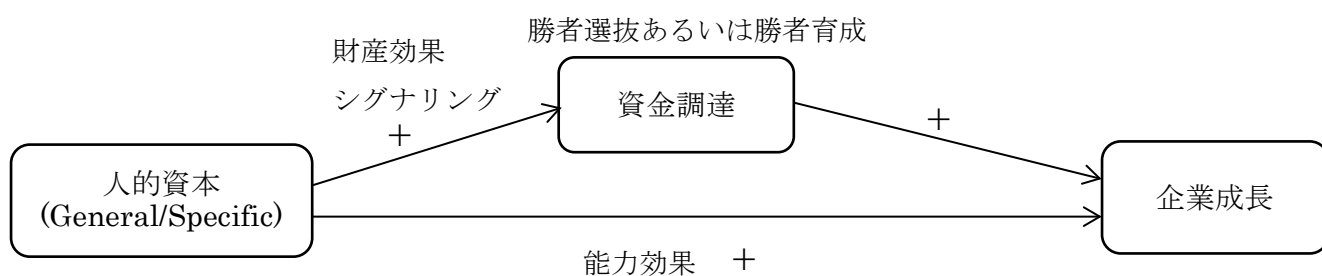 勝者選抜あるいは勝者育成
財産効果
シグナリング
+
資金調達
+
人的資本
(General/Specific)
企業成長
能力効果 +